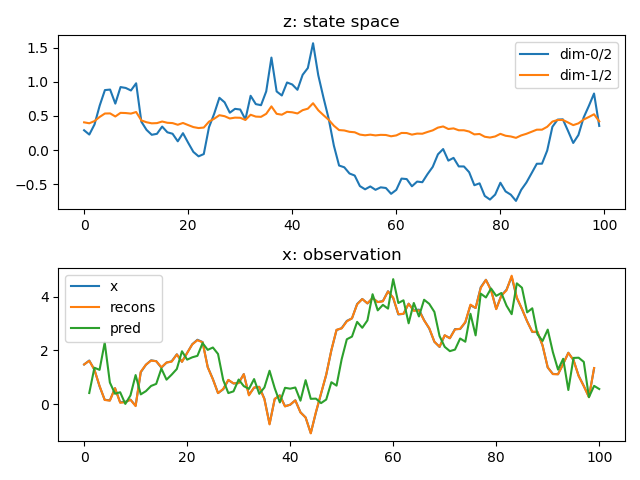 z: state space
1.5
1.0
0.5
0.0
−0.5
dim-0/2
dim-1/2
0 20 40 60 80 100
x: observation
4
2
0
x
recons
pred
0 20 40 60 80 100